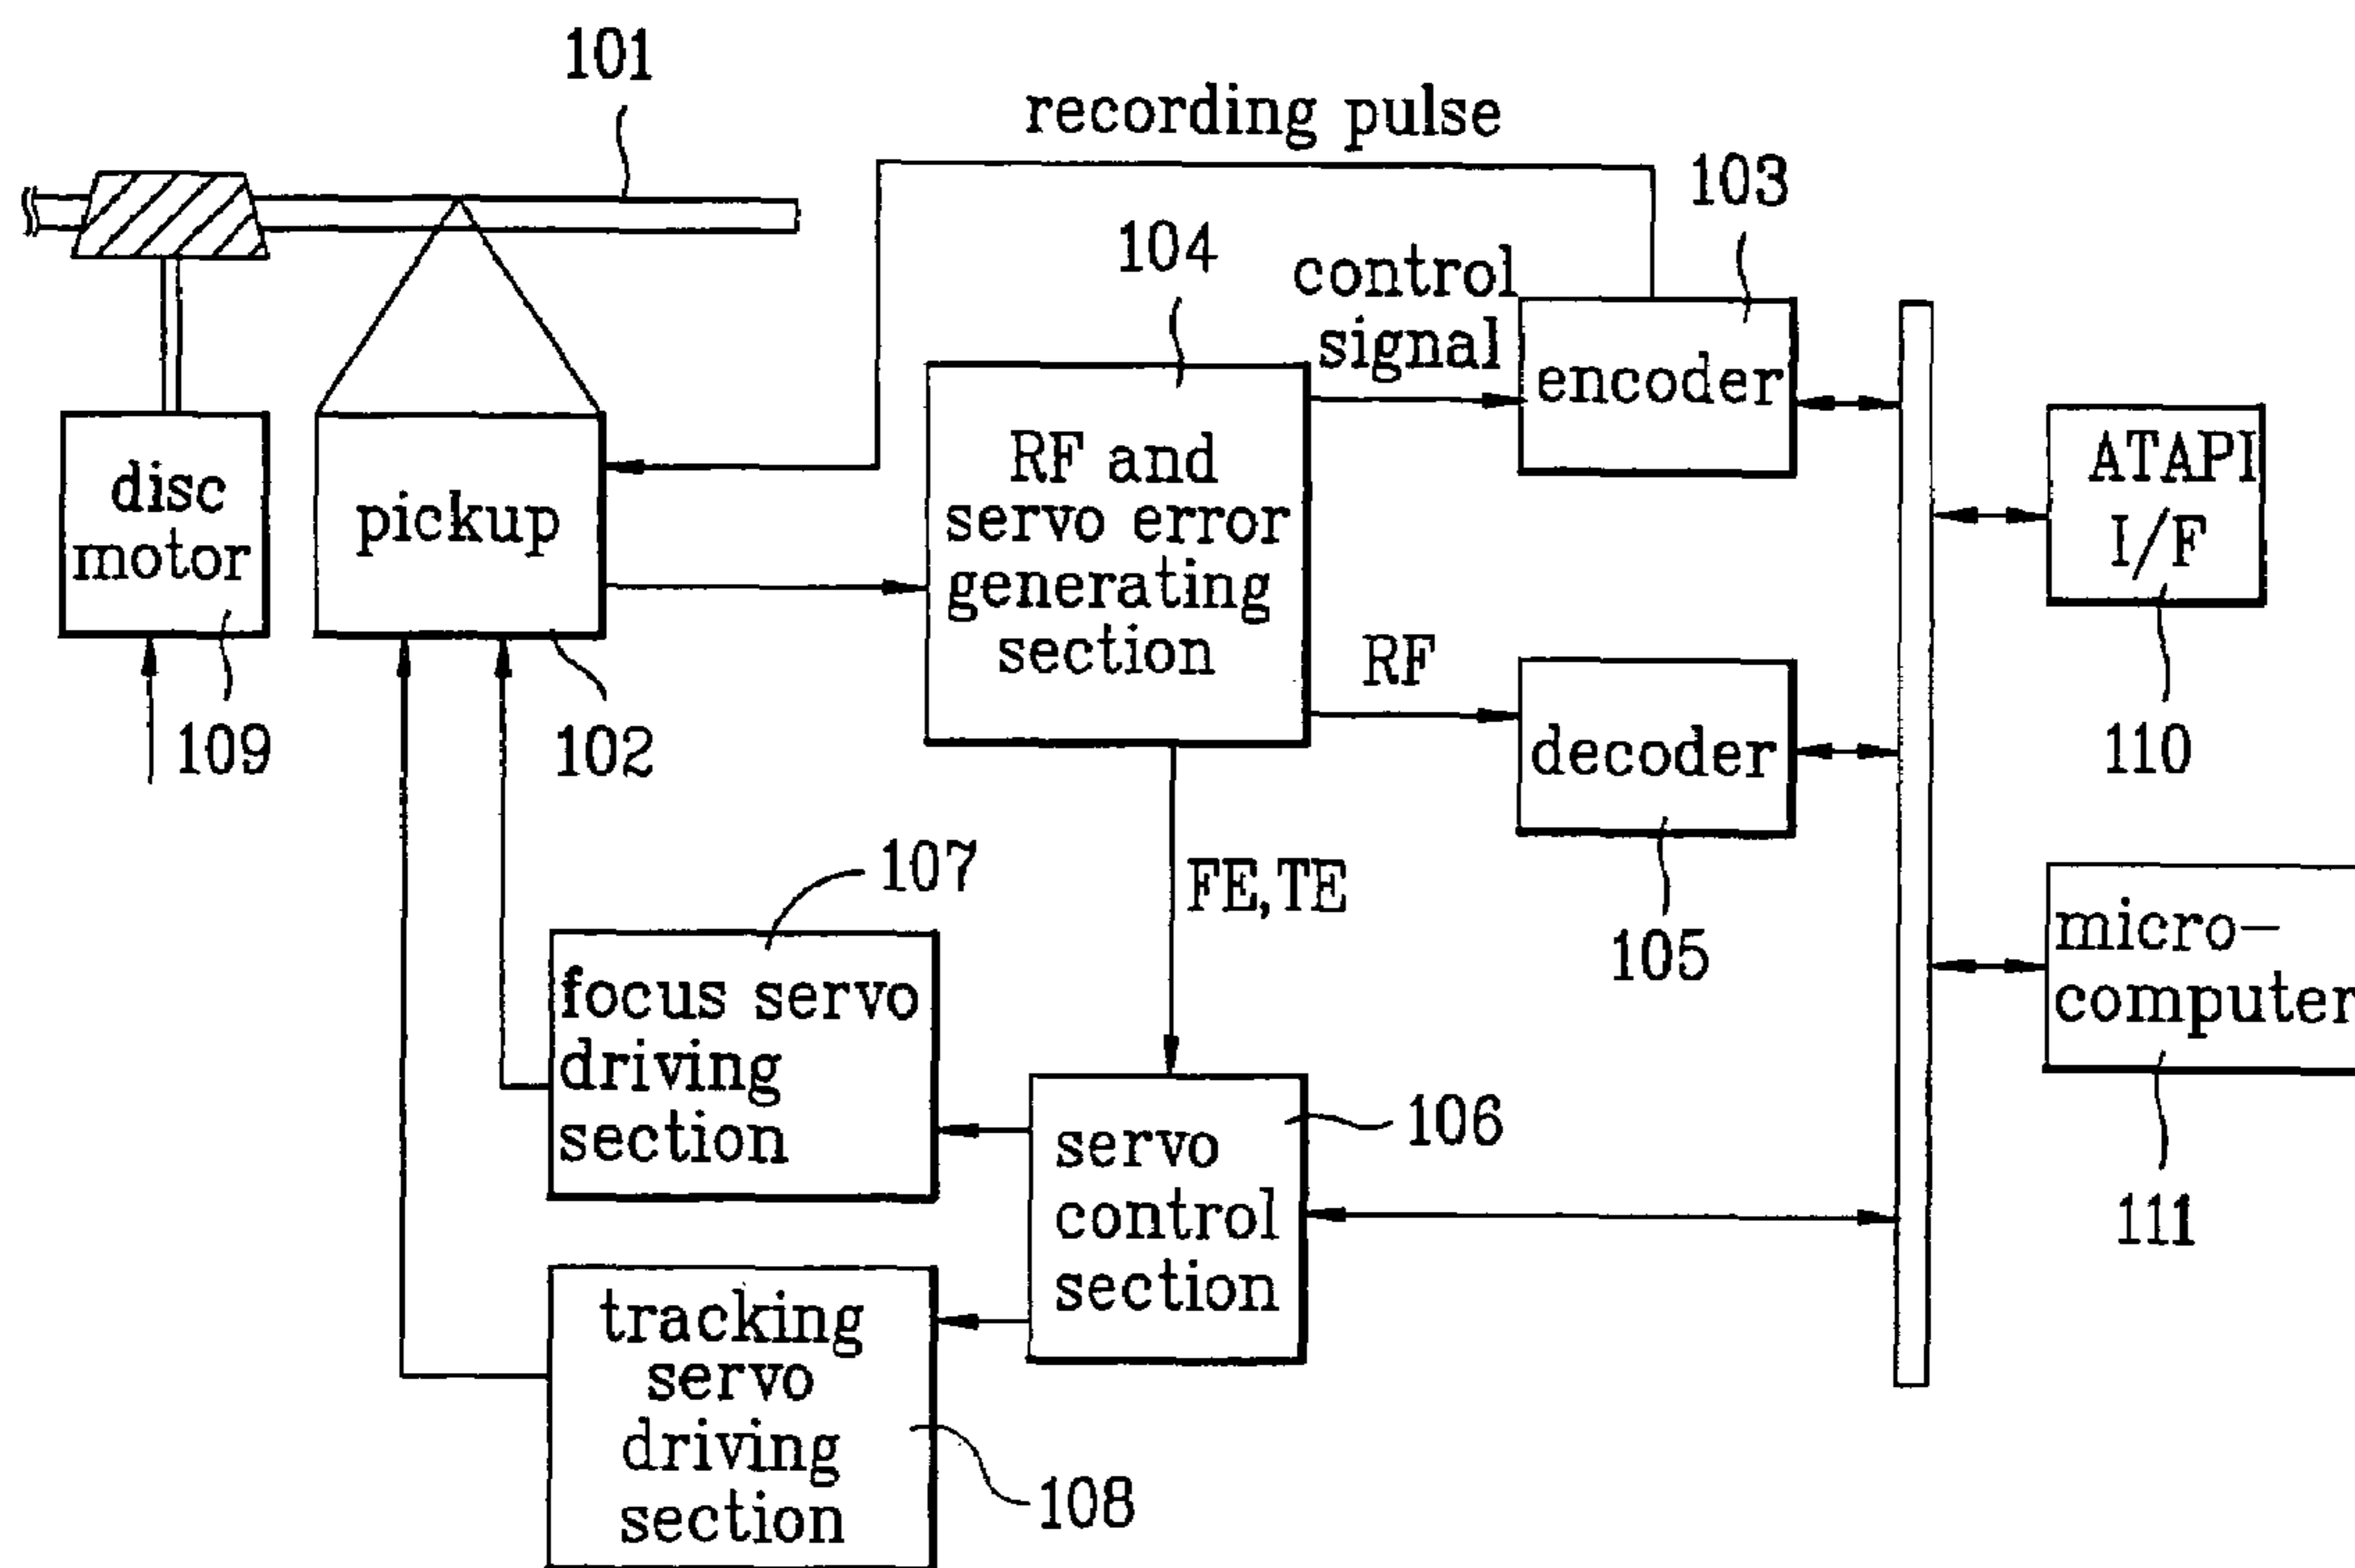 101
recording pulse
103
104
control
signal
encoder
disc
motor
pickup
RF and
servo error
generating
section
ATAPI
I/F
RF
decoder
109
102
110
107
FE,TE
105
focus servo
driving
section
micro-
computer
106
servo
control
section
111
tracking
servo
driving
section
108